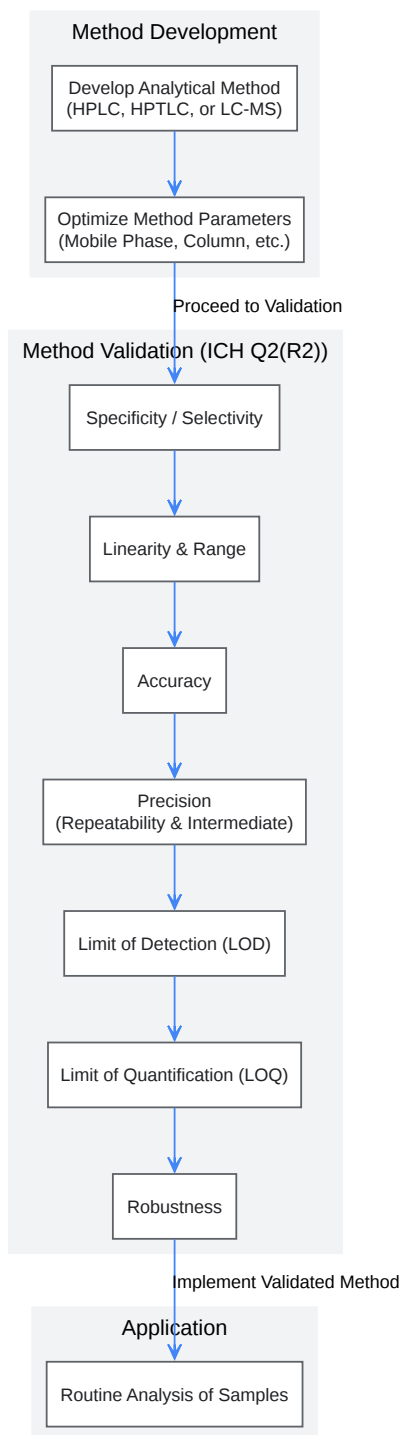 Method Development
Develop Analytical Method
(HPLC, HPTLC, or LC-MS)
Optimize Method Parameters
(Mobile Phase, Column, etc.)
Proceed to Validation
Method Validation (ICH Q2(R2))
Specificity / Selectivity
Linearity & Range
Accuracy
Precision
(Repeatability & Intermediate)
Limit of Detection (LOD)
Limit of Quantification (LOQ)
Robustness
Implement Validated Method
Application
Routine Analysis of Samples